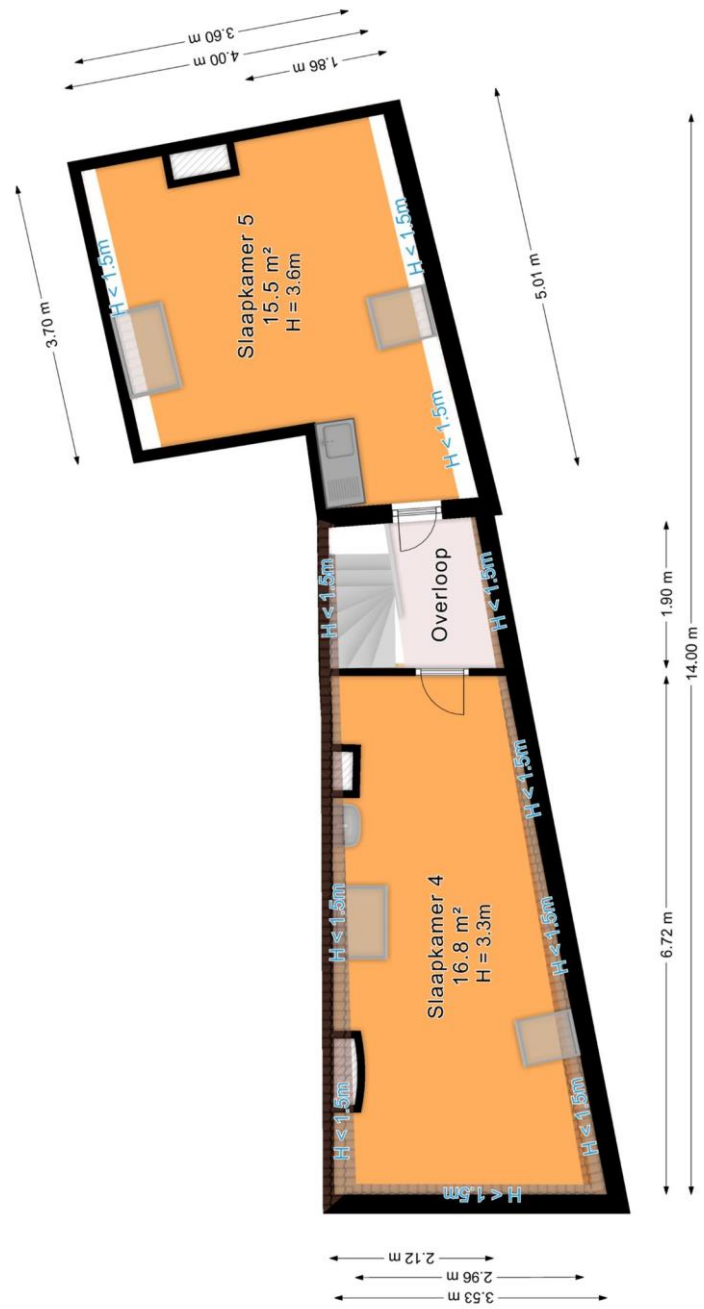 3.60 m
4.00 m
1.86 m
3.70 m
5.01 m
H < 1.5m
H < 1.5m
H < 1.5m
Slaapkamer 5
15.5 m²
H = 3.6m
H < 1.5m
H < 1.5m
Overloop
1.90 m
14.00 m
6.72 m
H < 1.5m
H < 1.5m
H < 1.5m
H < 1.5m
H < 1.5m
H < 1.5m
Slaapkamer 4
16.8 m²
H = 3.3m
2.12 m
2.96 m
3.53 m